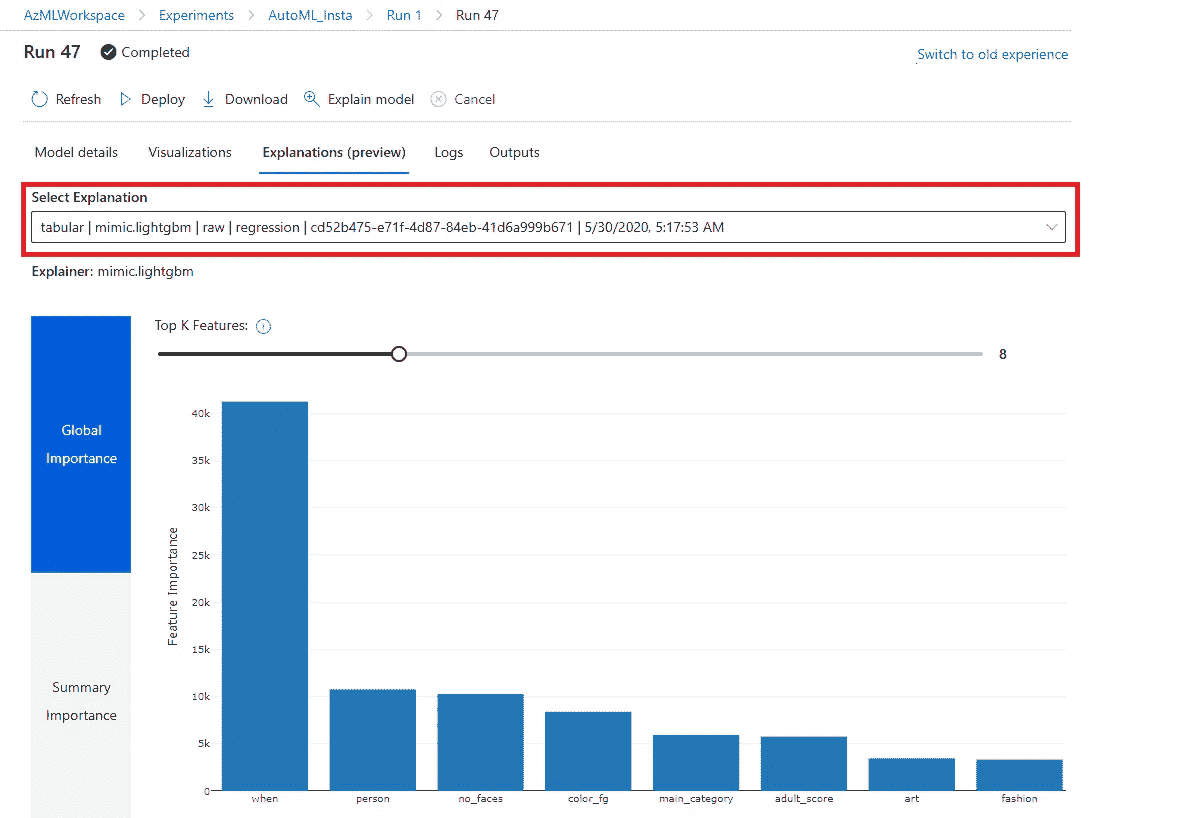 AzMLWorkspace > Experiments > AutoML_Insta > Run 1 > Run 47
Run 47 Completed
Switch to old experience
Refresh Deploy Download Explain model Cancel
Model details Visualizations Explanations (preview) Logs Outputs
Select Explanation
tabular | mimic.lightgbm | raw | regression | cd52b475-e71f-4d87-84eb-41d6a999b671 | 5/30/2020, 5:17:53 AM
Explainer: mimic.lightgbm
Top K Features:
8
Global
Importance
Summary
Importance
Feature Importance
40k
35k
30k
25k
20k
15k
10k
5k
0
when person no_faces color_fg main_category adult_score art fashion